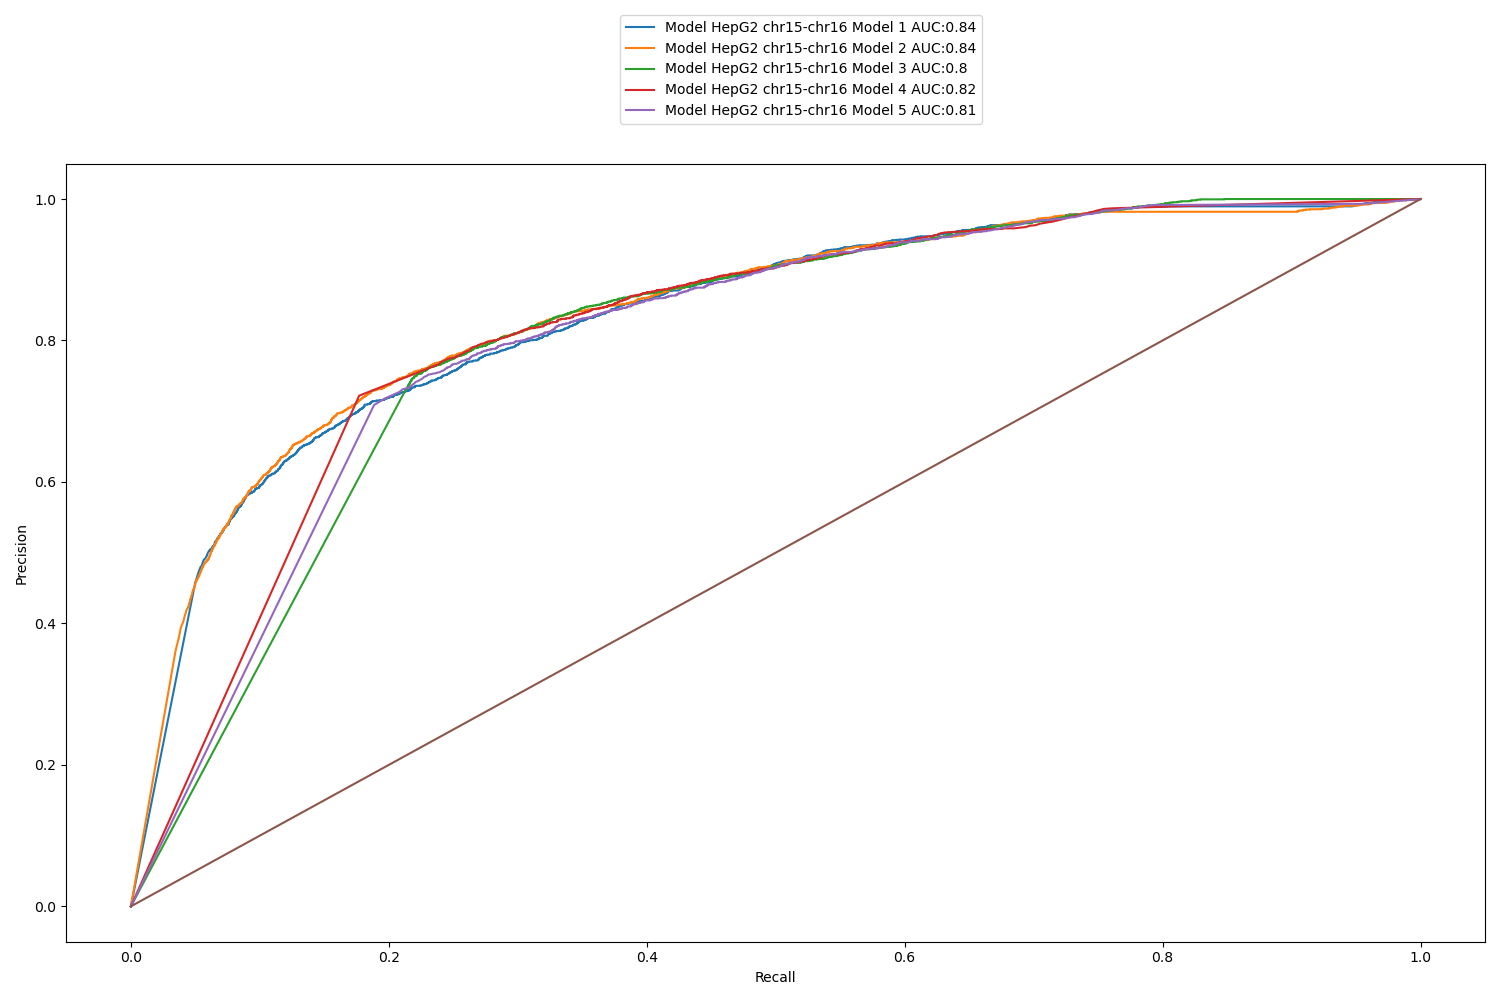 Model HepG2 chr15-chr16 Model 1 AUC:0.84
Model HepG2 chr15-chr16 Model 2 AUC:0.84
Model HepG2 chr15-chr16 Model 3 AUC:0.8
Model HepG2 chr15-chr16 Model 4 AUC:0.82
Model HepG2 chr15-chr16 Model 5 AUC:0.81
1.0
0.8
0.6
0.4
0.2
0.0
Precision
0.0 0.2 0.4 0.6 0.8 1.0
Recall